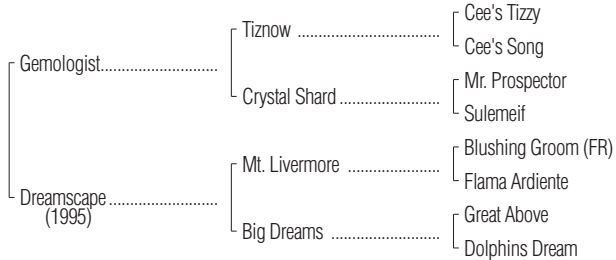 Cee's Tizzy
Tiznow ......................................
Cee's Song
Gemologist...............................
Mr. Prospector
Crystal Shard ............................
Sulemeif
Blushing Groom (FR)
Mt. Livermore ...........................
Flama Ardiente
Dreamscape ............................
(1995)
Great Above
Big Dreams ............................
Dolphins Dream